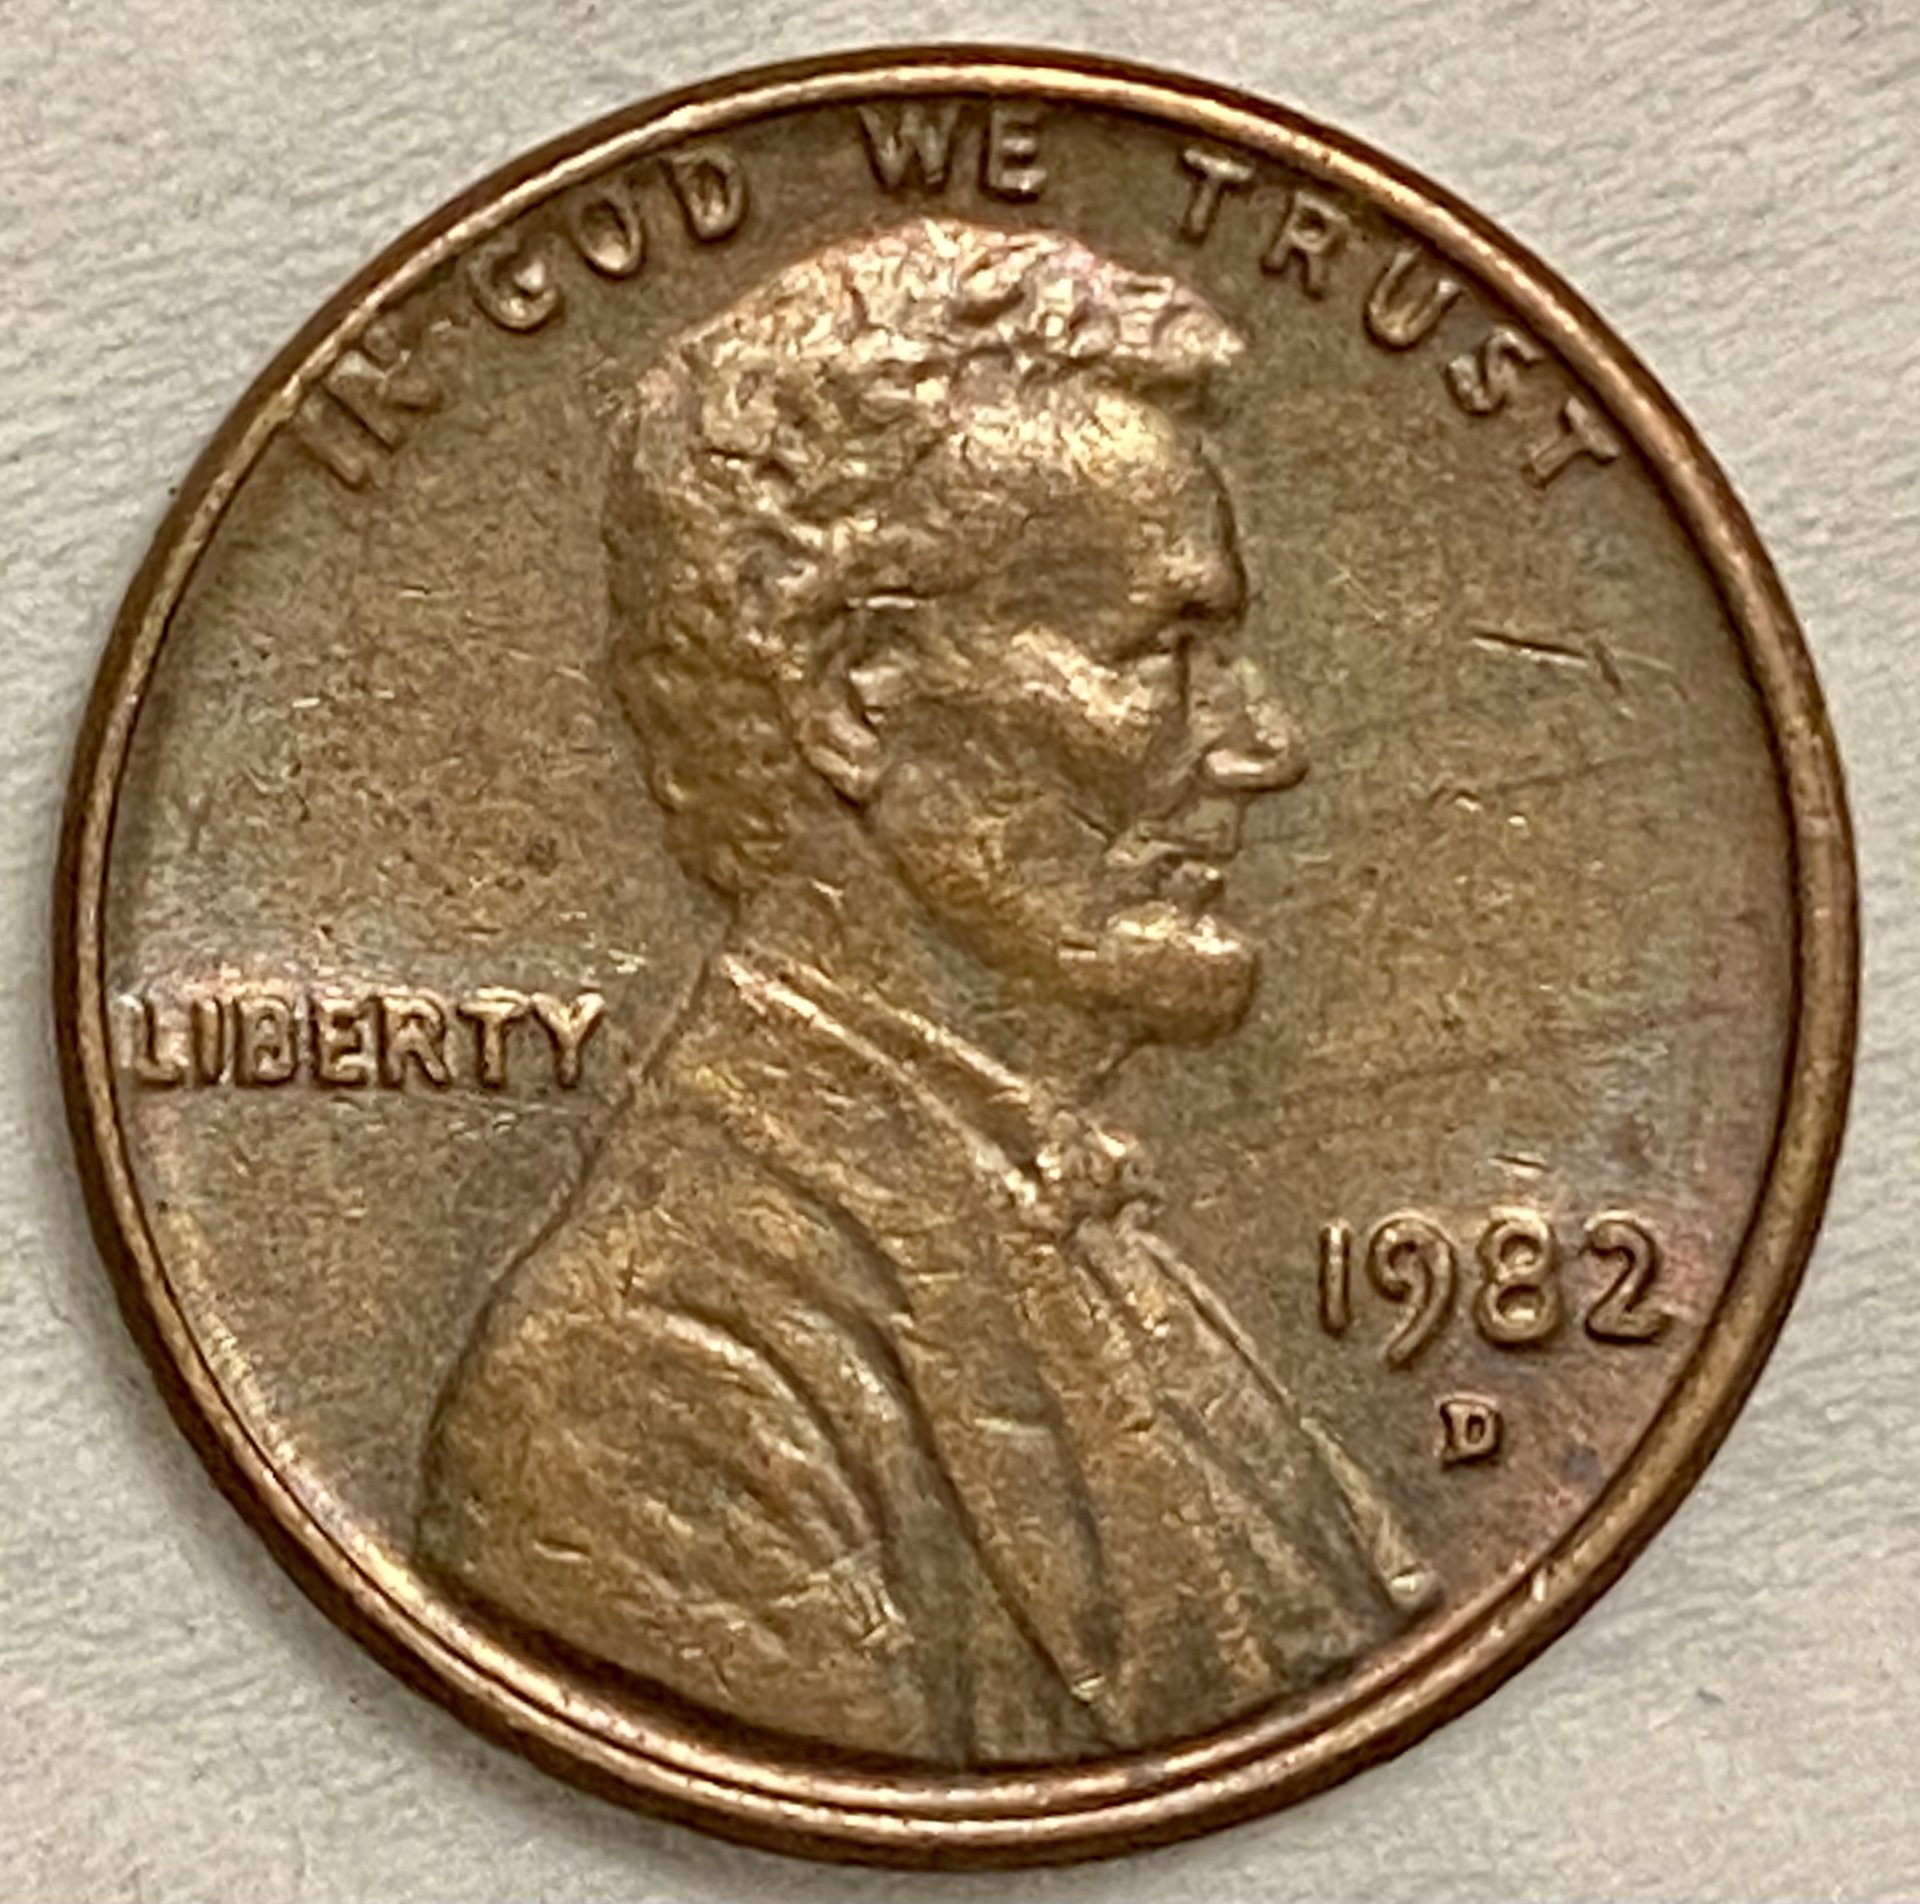 IN GOD WE TRUST
LIBERTY
1982
D